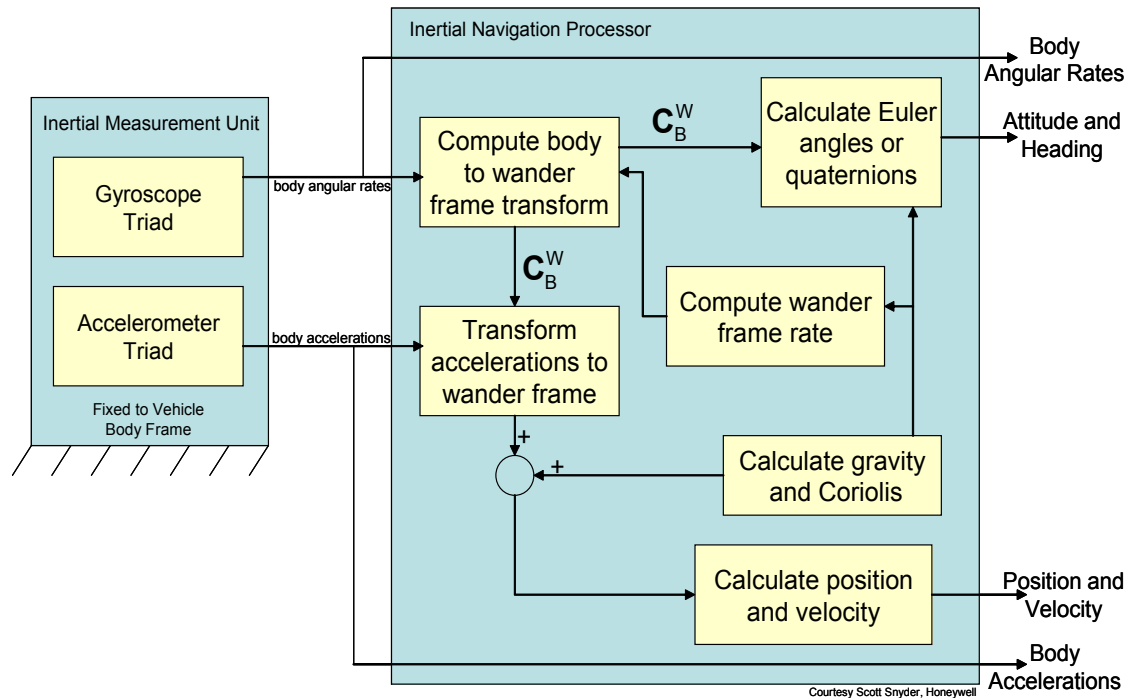 Inertial Navigation Processor
Body
Angular Rates
Inertial Measurement Unit
Gyroscope
Triad
body angular rates
Compute body
to wander
frame transform
C_B^W
Calculate Euler
angles or
quaternions
Attitude and
Heading
C_B^W
Compute wander
frame rate
Accelerometer
Triad
body accelerations
Transform
accelerations to
wander frame
Fixed to Vehicle
Body Frame
+
+
Calculate gravity
and Coriolis
Calculate position
and velocity
Position and
Velocity
Body
Accelerations
Courtesy Scott Snyder, Honeywell